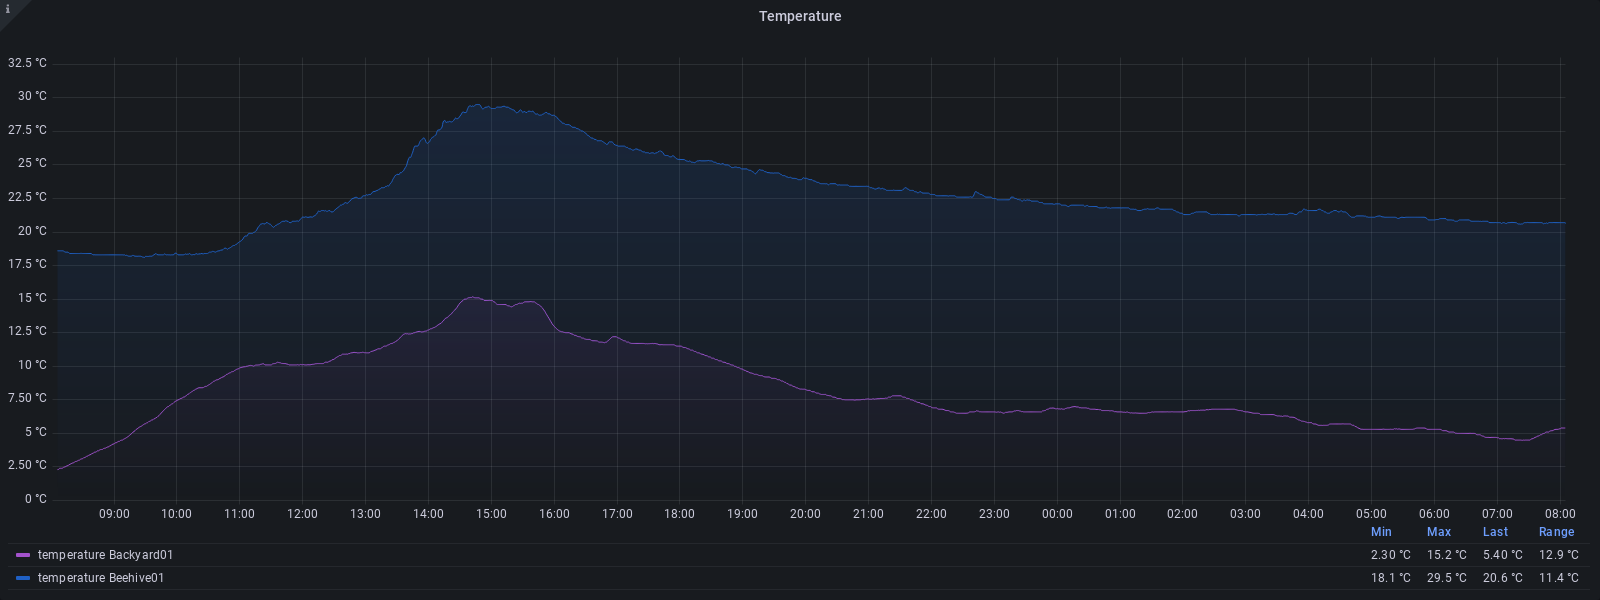 i
Temperature
32.5 °C
30 °C
27.5 °C
25 °C
22.5 °C
20 °C
17.5 °C
15 °C
12.5 °C
10 °C
7.50 °C
5 °C
2.50 °C
0 °C
09:00 10:00 11:00 12:00 13:00 14:00 15:00 16:00 17:00 18:00 19:00 20:00 21:00 22:00 23:00 00:00 01:00 02:00 03:00 04:00 05:00 06:00 07:00 08:00
Min Max Last Range
temperature Backyard01 2.30 °C 15.2 °C 5.40 °C 12.9 °C
temperature Beehive01 18.1 °C 29.5 °C 20.6 °C 11.4 °C